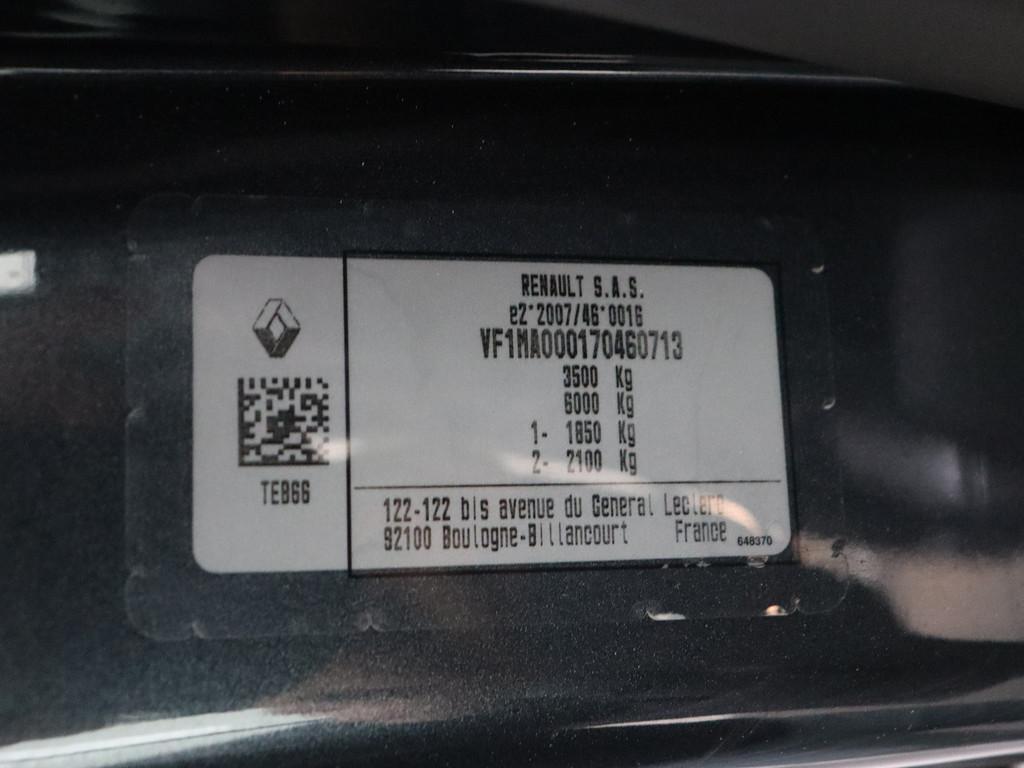 RENAULT S.A.S.
e2*2007/46*0016
VF1MA000170460713
3500 Kg
6000 Kg
1- 1850 Kg
2- 2100 Kg
TEB66
122-122 bis avenue du General Leclerc
92100 Boulogne-Billancourt France
648370